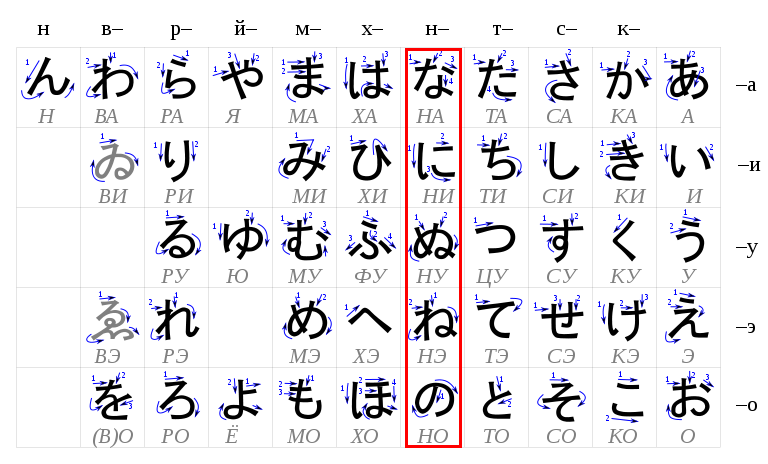 н в– р– й– м– х– н– т– с– к–
ん わ ら や ま は な た さ か あ –а
Н ВА РА Я МА ХА НА ТА СА КА А
ゐ り み ひ に ち し き い –и
ВИ РИ МИ ХИ НИ ТИ СИ КИ И
る ゆ む ふ ぬ つ す く う –у
РУ Ю МУ ФУ НУ ЦУ СУ КУ У
ゑ れ め へ ね て せ け え –э
ВЭ РЭ МЭ ХЭ НЭ ТЭ СЭ КЭ Э
を ろ よ も ほ の と そ こ お –о
(В)О РО Ё МО ХО НО ТО СО КО О